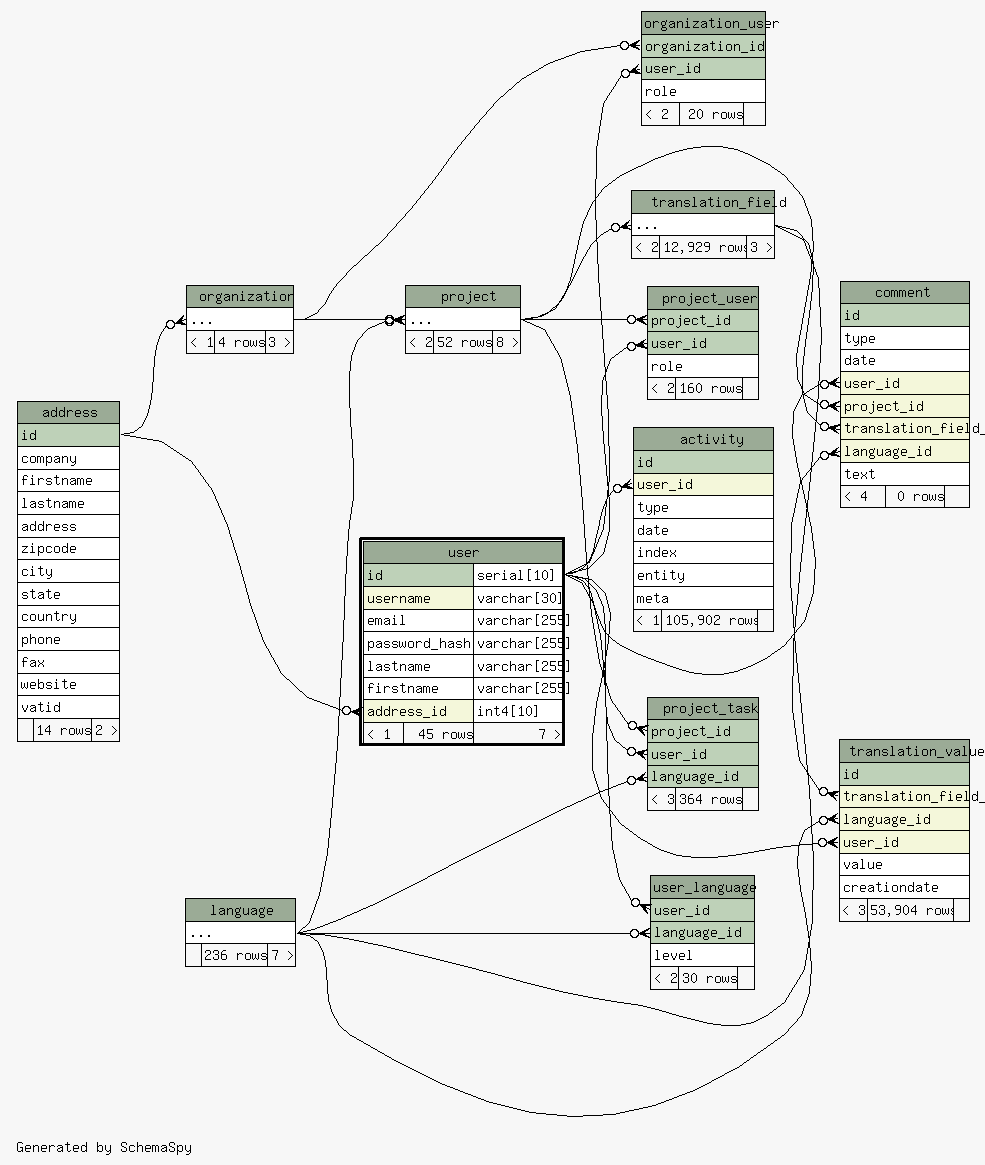 organization_user
organization_id
user_id
role
< 2 20 rows
translation_field
...
< 2 12,929 rows 3 >
organization
...
< 1 4 rows 3 >
project
...
< 2 52 rows 8 >
project_user
project_id
user_id
role
< 2 160 rows
comment
id
type
date
user_id
project_id
translation_field_
language_id
text
< 4 0 rows
address
id
company
firstname
lastname
address
zipcode
city
state
country
phone
fax
website
vatid
14 rows 2 >
activity
id
user_id
type
date
index
entity
meta
< 1 105,902 rows
user
id serial[10]
username varchar[30]
email varchar[255]
password_hash varchar[255]
lastname varchar[255]
firstname varchar[255]
address_id int4[10]
< 1 45 rows 7 >
project_task
project_id
user_id
language_id
< 3 364 rows
translation_value
id
translation_field_
language_id
user_id
value
creationdate
< 3 53,904 rows
language
...
236 rows 7 >
user_language
user_id
language_id
level
< 2 30 rows
Generated by SchemaSpy